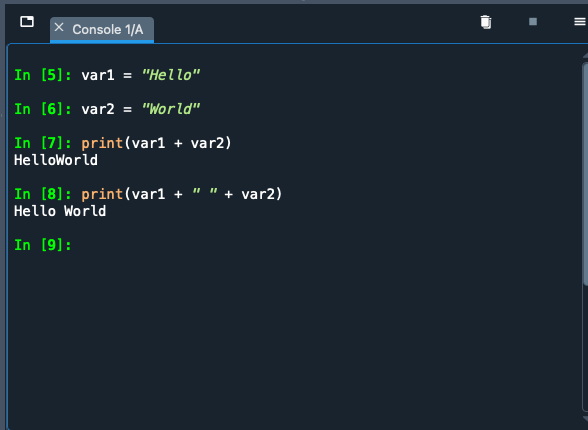 Console 1/A
In [5]: var1 = "Hello"
In [6]: var2 = "World"
In [7]: print(var1 + var2)
HelloWorld
In [8]: print(var1 + " " + var2)
Hello World
In [9]: